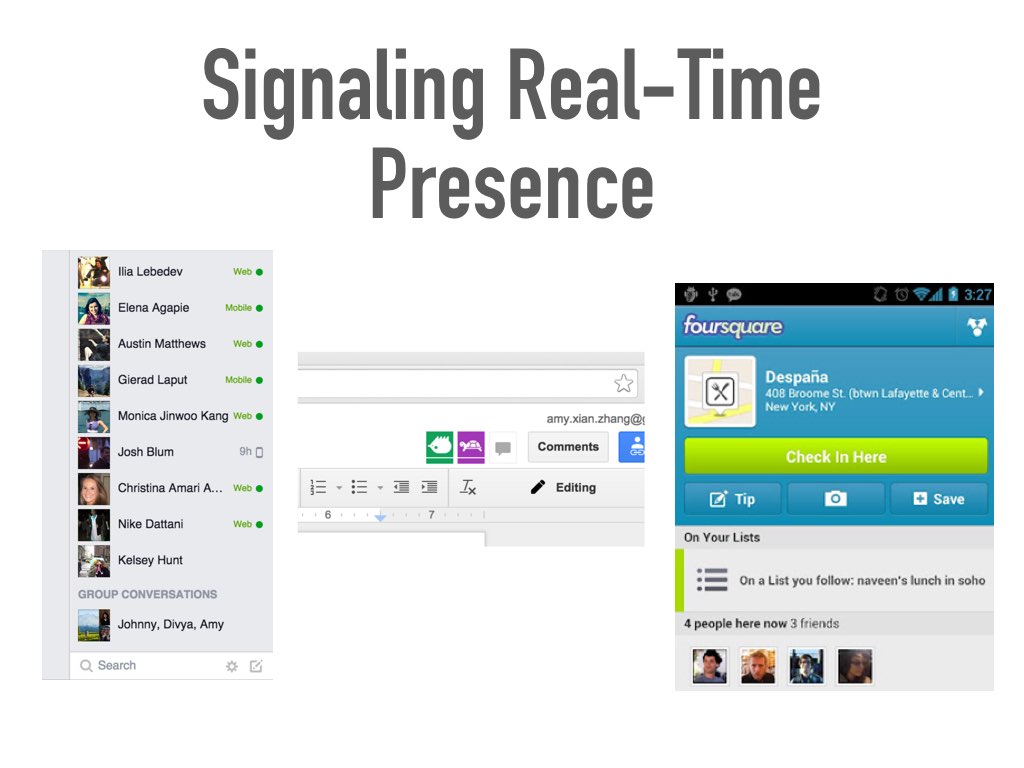 Signaling Real-Time
Presence
Ilia Lebedev Web
Elena Agapie Mobile
Austin Matthews Web
Gierad Laput Mobile
Monica Jinwoo Kang Web
Josh Blum 9h
Christina Amari A... Web
Nike Dattani Web
Kelsey Hunt
GROUP CONVERSATIONS
Johnny, Divya, Amy
Search
amy.xian.zhang@g
Comments
Editing
6 7
3:27
foursquare
Despaña
408 Broome St. (btwn Lafayette & Cent...
New York, NY
Check In Here
Tip Save
On Your Lists
On a List you follow: naveen's lunch in soho
4 people here now 3 friends